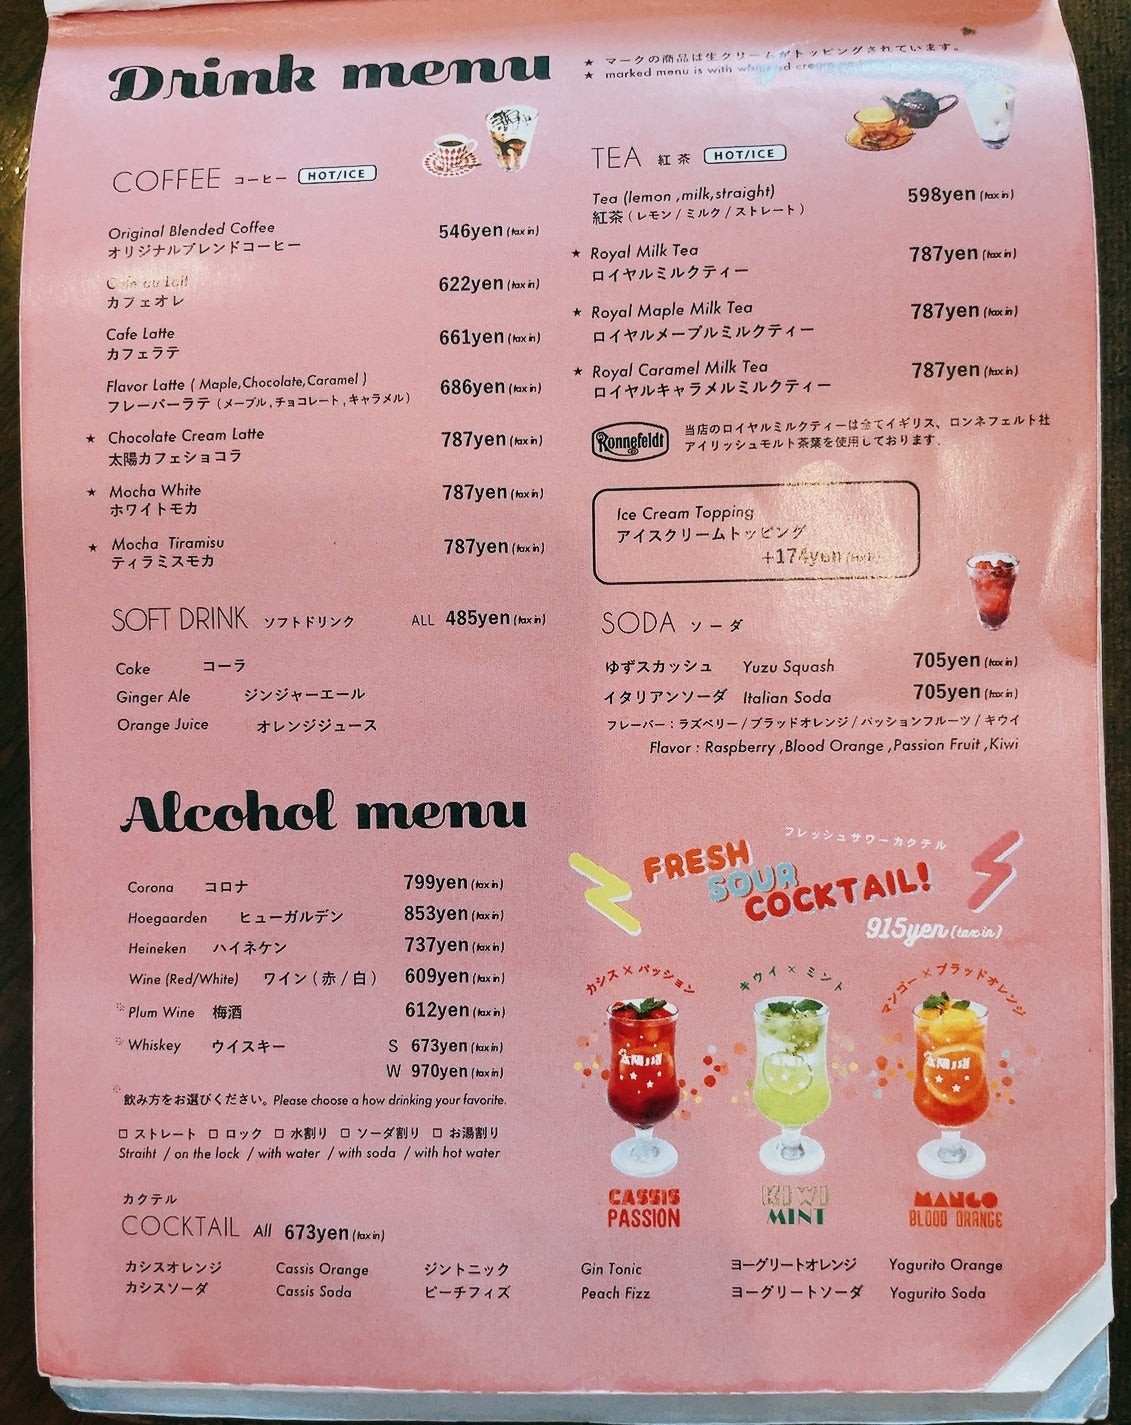 Drink menu
★ マークの商品は生クリームがトッピングされています。
★ marked menu is with whipped cream
COFFEE コーヒー HOT/ICE
Original Blended Coffee 546yen (tax in)
オリジナルブレンドコーヒー
Cafe au Lait 622yen (tax in)
カフェオレ
Cafe Latte 661yen (tax in)
カフェラテ
Flavor Latte ( Maple,Chocolate,Caramel ) 686yen (tax in)
フレーバーラテ (メープル,チョコレート,キャラメル)
★ Chocolate Cream Latte 787yen (tax in)
太陽カフェショコラ
★ Mocha White 787yen (tax in)
ホワイトモカ
★ Mocha Tiramisu 787yen (tax in)
ティラミスモカ
SOFT DRINK ソフトドリンク ALL 485yen (tax in)
Coke コーラ
Ginger Ale ジンジャーエール
Orange Juice オレンジジュース
TEA 紅茶 HOT/ICE
Tea (lemon ,milk,straight) 598yen (tax in)
紅茶 (レモン / ミルク / ストレート)
★ Royal Milk Tea 787yen (tax in)
ロイヤルミルクティー
★ Royal Maple Milk Tea 787yen (tax in)
ロイヤルメープルミルクティー
★ Royal Caramel Milk Tea 787yen (tax in)
ロイヤルキャラメルミルクティー
Ronnefeldt
当店のロイヤルミルクティーは全てイギリス、ロンネフェルト社
アイリッシュモルト茶葉を使用しております.
Ice Cream Topping
アイスクリームトッピング
+174yen (tax in)
SODA ソーダ
ゆずスカッシュ Yuzu Squash 705yen (tax in)
イタリアンソーダ Italian Soda 705yen (tax in)
フレーバー : ラズベリー / ブラッドオレンジ / パッションフルーツ / キウイ
Flavor : Raspberry ,Blood Orange ,Passion Fruit ,Kiwi
Alcohol menu
Corona コロナ 799yen (tax in)
Hoegaarden ヒューガルデン 853yen (tax in)
Heineken ハイネケン 737yen (tax in)
Wine (Red/White) ワイン ( 赤 / 白 ) 609yen (tax in)
※ Plum Wine 梅酒 612yen (tax in)
※ Whiskey ウイスキー S 673yen (tax in)
W 970yen (tax in)
※ 飲み方をお選びください。Please choose a how drinking your favorite.
□ ストレート □ ロック □ 水割り □ ソーダ割り □ お湯割り
Straiht / on the lock / with water / with soda / with hot water
フレッシュサワーカクテル
FRESH
SOUR
COCKTAIL!
915yen (tax in)
カシス×パッション
キウイ×ミント
マンゴー×ブラッドオレンジ
太陽ノ塔
太陽ノ塔
CASSIS
PASSION
KIWI
MINT
MANGO
BLOOD ORANGE
カクテル
COCKTAIL All 673yen (tax in)
カシスオレンジ Cassis Orange ジントニック Gin Tonic ヨーグリートオレンジ Yogurito Orange
カシスソーダ Cassis Soda ピーチフィズ Peach Fizz ヨーグリートソーダ Yogurito Soda